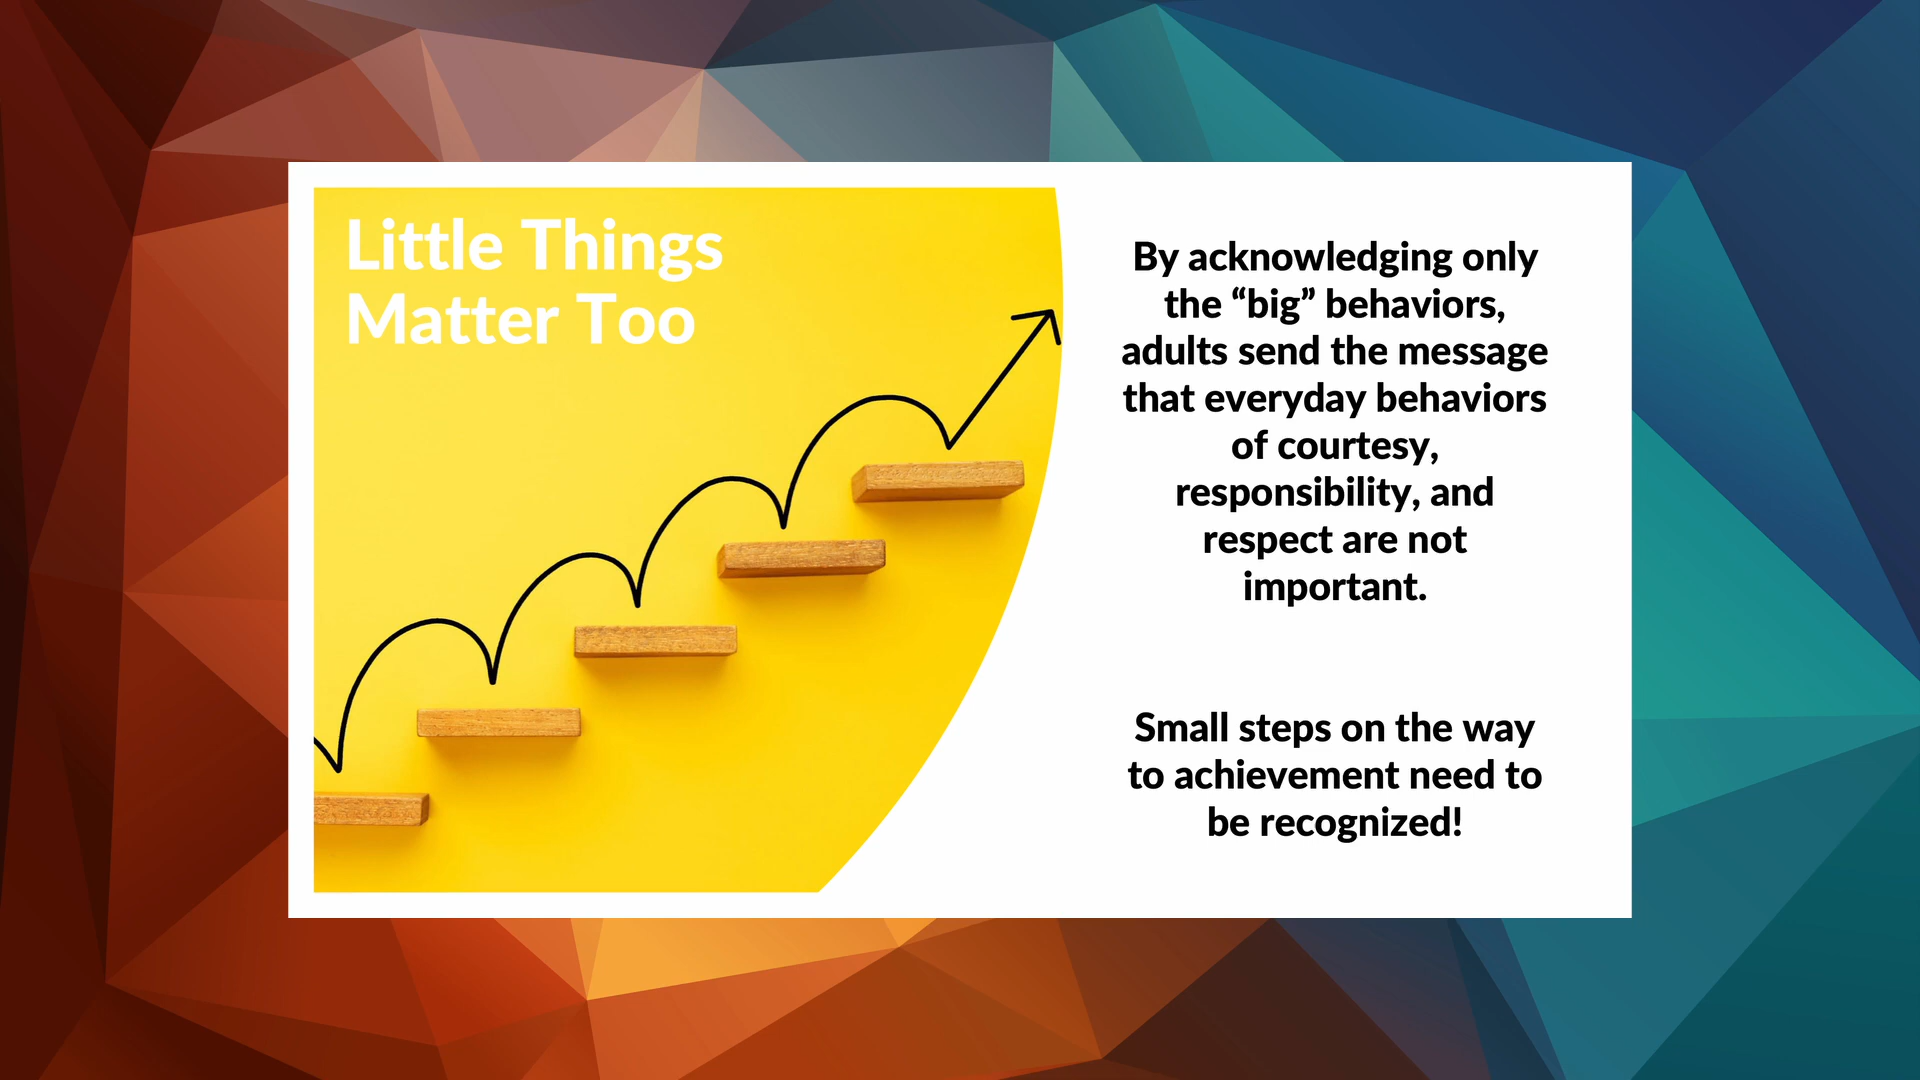 Little Things
Matter Too
By acknowledging only
the “big” behaviors,
adults send the message
that everyday behaviors
of courtesy,
responsibility, and
respect are not
important.
Small steps on the way
to achievement need to
be recognized!